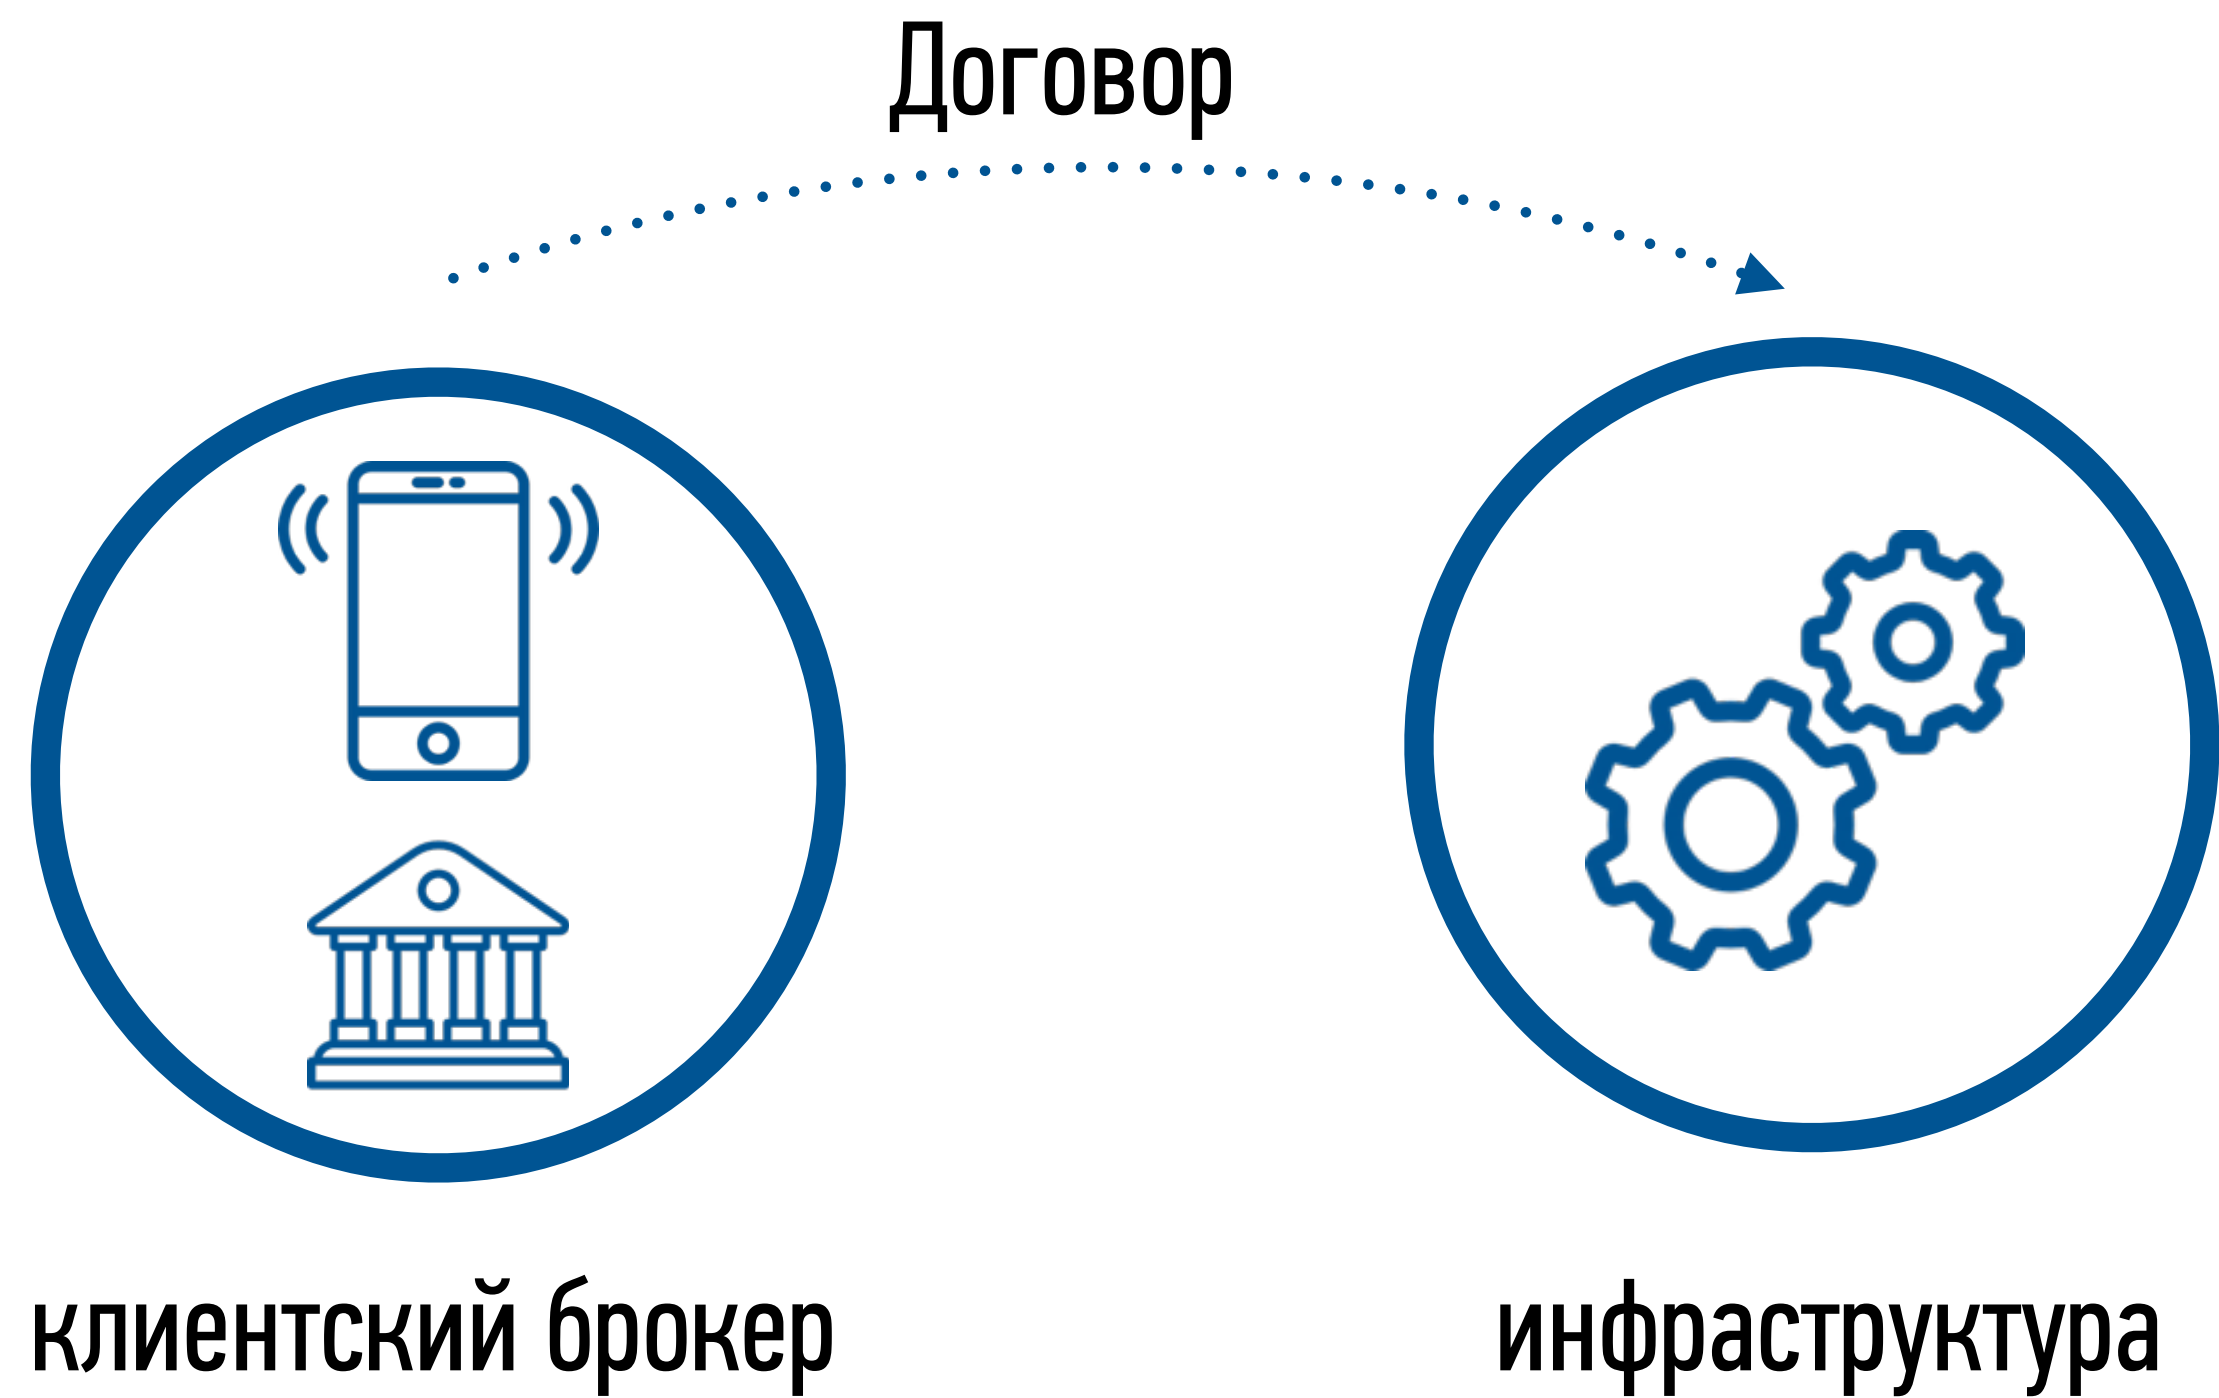 Договор
клиентский брокер
инфраструктура